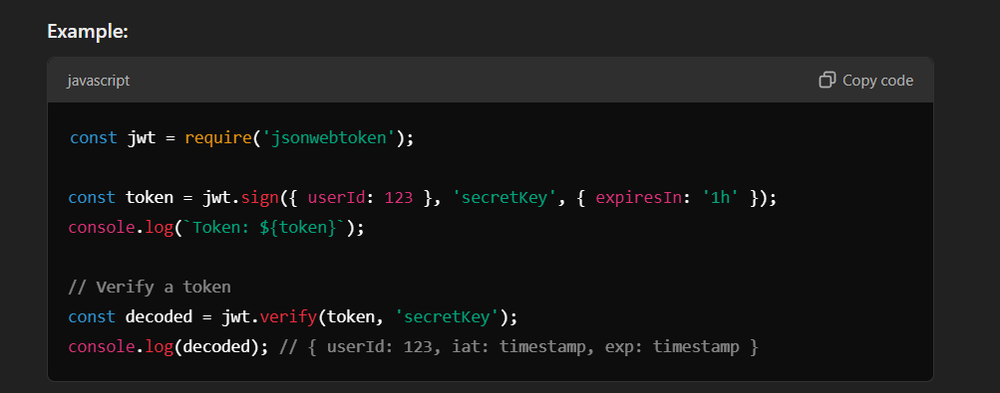 Example:
javascript
Copy code
const jwt = require('jsonwebtoken');
const token = jwt.sign({ userId: 123 }, 'secretKey', { expiresIn: '1h' });
console.log(`Token: ${token}`);
// Verify a token
const decoded = jwt.verify(token, 'secretKey');
console.log(decoded); // { userId: 123, iat: timestamp, exp: timestamp }